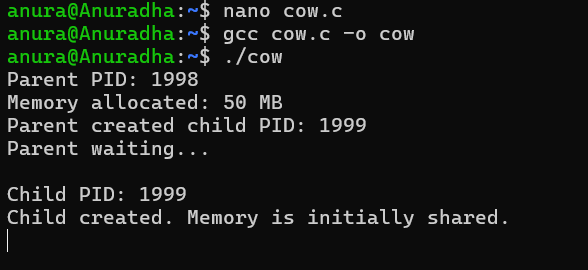 anura@Anuradha:~$ nano cow.c
anura@Anuradha:~$ gcc cow.c -o cow
anura@Anuradha:~$ ./cow
Parent PID: 1998
Memory allocated: 50 MB
Parent created child PID: 1999
Parent waiting...
Child PID: 1999
Child created. Memory is initially shared.